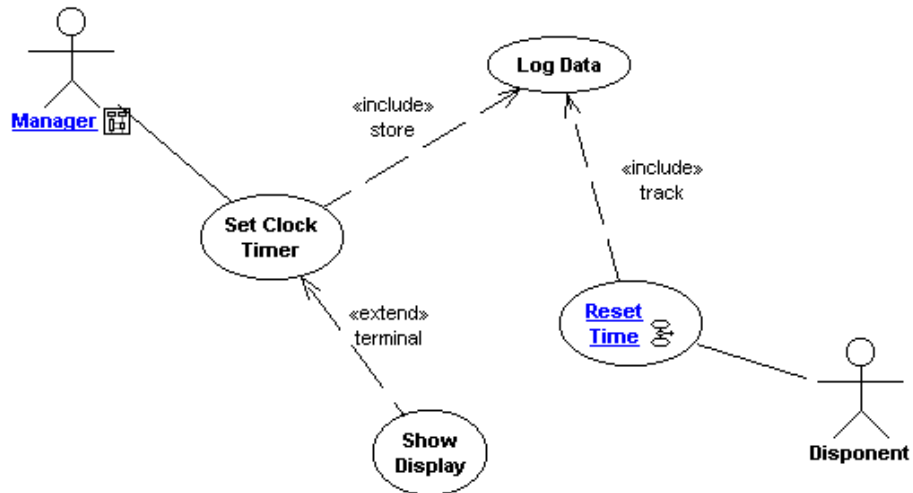 Log Data
«include»
store
Manager
«include»
track
Set Clock
Timer
Reset
Time
«extend»
terminal
Show
Display
Disponent